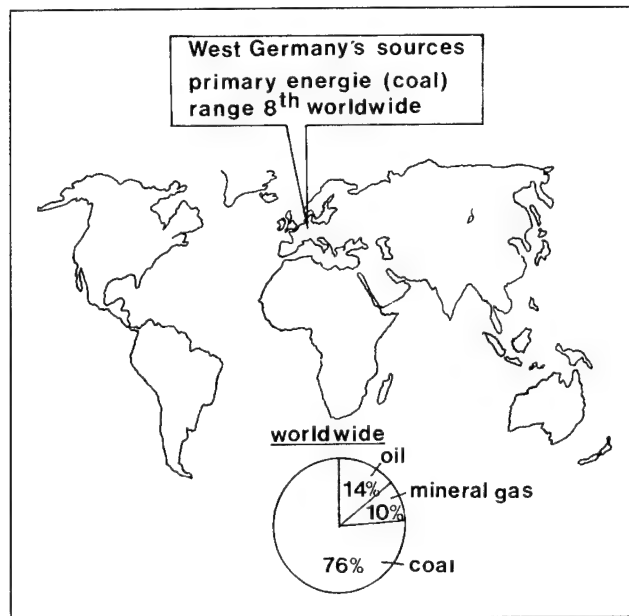 West Germany's sources
primary energie (coal)
range 8th worldwide
worldwide
oil
14%
mineral gas
10%
76%
coal